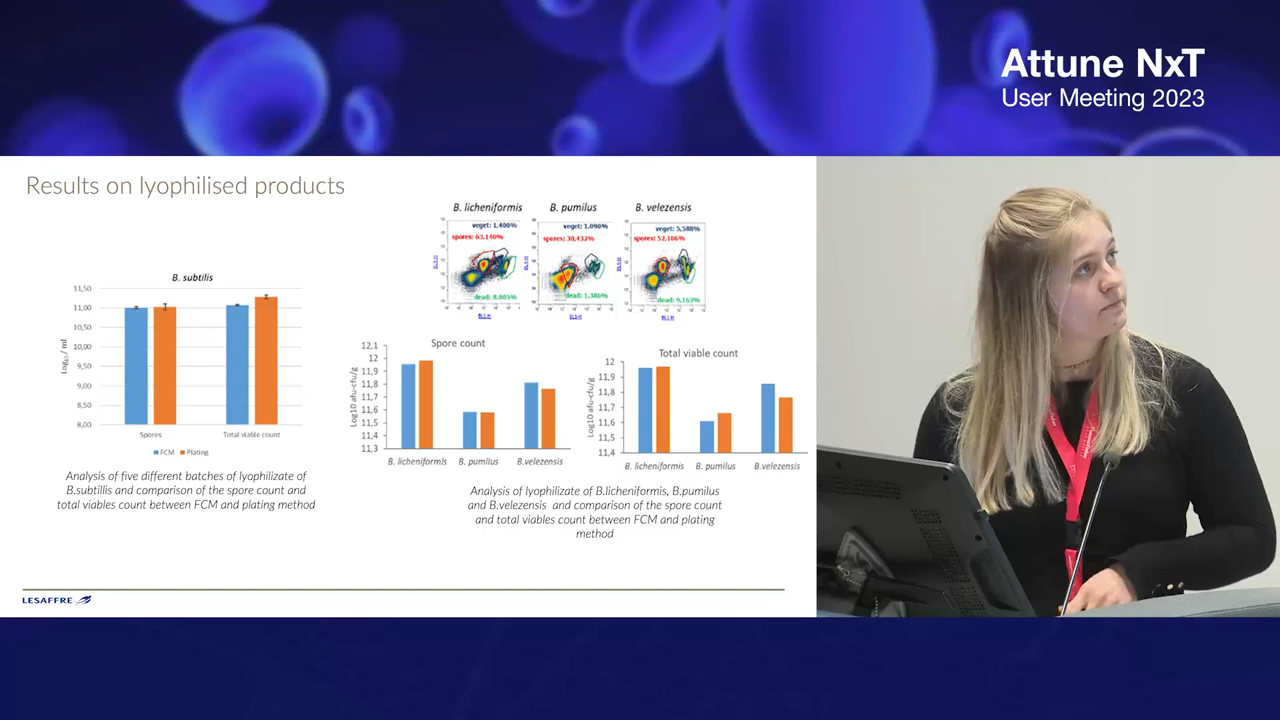 Attune NxT
User Meeting 2023
Results on lyophilised products
B. subtilis
11,50
11,00
10,50
10,00
9,50
9,00
8,50
8,00
Log₁₀ / ml
Spores
Total viable count
FCM
Plating
Analysis of five different batches of lyophilizate of
B.subtillis and comparison of the spore count and
total viables count between FCM and plating method
B. licheniformis
B. pumilus
B. velezensis
veget: 1,400%
spores: 63,140%
dead: 8,805%
BL1-H
veget: 1,090%
spores: 30,432%
dead: 1,386%
BL1-H
veget: 5,588%
spores: 52,106%
dead: 9,163%
BL1-H
Spore count
12,1
12
11,9
11,8
11,7
11,6
11,5
11,4
11,3
Log10 afu-cfu/g
B. licheniformis
B. pumilus
B.velezensis
Total viable count
12
11,9
11,8
11,7
11,6
11,5
11,4
Log10 afu-cfu/g
B. licheniformis
B. pumilus
B.velezensis
Analysis of lyophilizate of B.licheniformis, B.pumilus
and B.velezensis and comparison of the spore count
and total viables count between FCM and plating
method
LESAFFRE